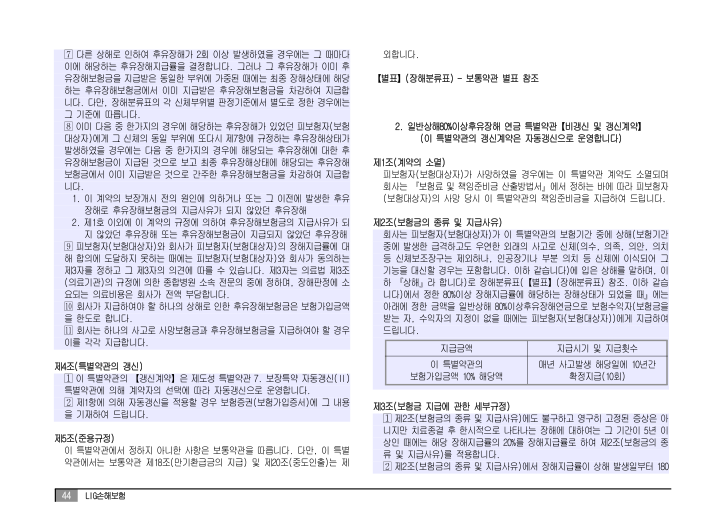 ⑦ 다른 상해로 인하여 후유장해가 2회 이상 발생하였을 경우에는 그 때마다
이에 해당하는 후유장해지급률을 결정합니다. 그러나 그 후유장해가 이미 후
유장해보험금을 지급받은 동일한 부위에 가중된 때에는 최종 장해상태에 해당
하는 후유장해보험금에서 이미 지급받은 후유장해보험금을 차감하여 지급합
니다. 다만, 장해분류표의 각 신체부위별 판정기준에서 별도로 정한 경우에는
그 기준에 따릅니다.
⑧ 이미 다음 중 한가지의 경우에 해당하는 후유장해가 있었던 피보험자(보험
대상자)에게 그 신체의 동일 부위에 또다시 제7항에 규정하는 후유장해상태가
발생하였을 경우에는 다음 중 한가지의 경우에 해당되는 후유장해에 대한 후
유장해보험금이 지급된 것으로 보고 최종 후유장해상태에 해당되는 후유장해
보험금에서 이미 지급받은 것으로 간주한 후유장해보험금을 차감하여 지급합
니다.
1. 이 계약의 보장개시 전의 원인에 의하거나 또는 그 이전에 발생한 후유
장해로 후유장해보험금의 지급사유가 되지 않았던 후유장해
2. 제1호 이외에 이 계약의 규정에 의하여 후유장해보험금의 지급사유가 되
지 않았던 후유장해 또는 후유장해보험금이 지급되지 않았던 후유장해
⑨ 피보험자(보험대상자)와 회사가 피보험자(보험대상자)의 장해지급률에 대
해 합의에 도달하지 못하는 때에는 피보험자(보험대상자)와 회사가 동의하는
제3자를 정하고 그 제3자의 의견에 따를 수 있습니다. 제3자는 의료법 제3조
(의료기관)의 규정에 의한 종합병원 소속 전문의 중에 정하며, 장해판정에 소
요되는 의료비용은 회사가 전액 부담합니다.
⑩ 회사가 지급하여야 할 하나의 상해로 인한 후유장해보험금은 보험가입금액
을 한도로 합니다.
⑪ 회사는 하나의 사고로 사망보험금과 후유장해보험금을 지급하여야 할 경우
이를 각각 지급합니다.
제4조(특별약관의 갱신)
① 이 특별약관의 【갱신계약】은 제도성 특별약관 7. 보장특약 자동갱신(Ⅱ)
특별약관에 의해 계약자의 선택에 따라 자동갱신으로 운영합니다.
② 제1항에 의해 자동갱신을 적용할 경우 보험증권(보험가입증서)에 그 내용
을 기재하여 드립니다.
제5조(준용규정)
이 특별약관에서 정하지 아니한 사항은 보통약관을 따릅니다. 다만, 이 특별
약관에서는 보통약관 제18조(만기환급금의 지급) 및 제20조(중도인출)는 제
외합니다.
【별표】(장해분류표) - 보통약관 별표 참조
2. 일반상해80%이상후유장해 연금 특별약관【비갱신 및 갱신계약】
(이 특별약관의 갱신계약은 자동갱신으로 운영합니다)
제1조(계약의 소멸)
피보험자(보험대상자)가 사망하였을 경우에는 이 특별약관 계약도 소멸되며
회사는 『보험료 및 책임준비금 산출방법서』에서 정하는 바에 따라 피보험자
(보험대상자)의 사망 당시 이 특별약관의 책임준비금을 지급하여 드립니다.
제2조(보험금의 종류 및 지급사유)
회사는 피보험자(보험대상자)가 이 특별약관의 보험기간 중에 상해(보험기간
중에 발생한 급격하고도 우연한 외래의 사고로 신체(의수, 의족, 의안, 의치
등 신체보조장구는 제외하나, 인공장기나 부분 의치 등 신체에 이식되어 그
기능을 대신할 경우는 포함합니다. 이하 같습니다)에 입은 상해를 말하며, 이
하 『상해』라 합니다)로 장해분류표(【별표】(장해분류표) 참조. 이하 같습
니다)에서 정한 80%이상 장해지급률에 해당하는 장해상태가 되었을 때』에는
아래에 정한 금액을 일반상해 80%이상후유장해연금으로 보험수익자(보험금을
받는 자. 수익자의 지정이 없을 때에는 피보험자(보험대상자))에게 지급하여
드립니다.
지급금액 지급시기 및 지급횟수
이 특별약관의 매년 사고발생 해당일에 10년간
보험가입금액 10% 해당액 확정지급(10회)
제3조(보험금 지급에 관한 세부규정)
① 제2조(보험금의 종류 및 지급사유)에도 불구하고 영구히 고정된 증상은 아
니지만 치료종결 후 한시적으로 나타나는 장해에 대하여는 그 기간이 5년 이
상인 때에는 해당 장해지급률의 20%를 장해지급률로 하여 제2조(보험금의 종
류 및 지급사유)를 적용합니다.
② 제2조(보험금의 종류 및 지급사유)에서 장해지급률이 상해 발생일부터 180
44 LIG손해보험